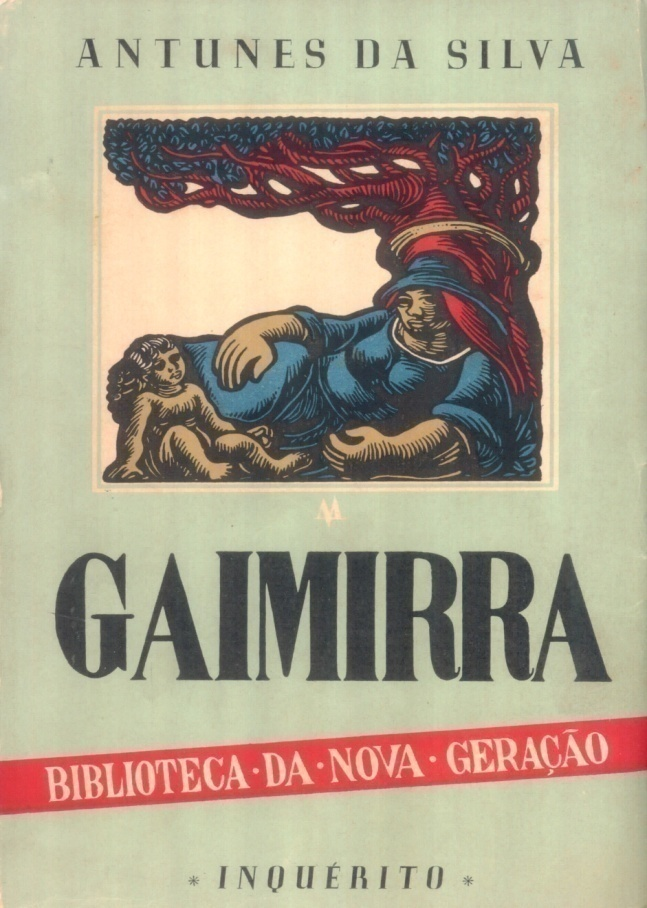 ANTUNES DA SILVA
GAIMIRRA
BIBLIOTECA · DA · NOVA · GERAÇÃO
* INQUÉRITO *